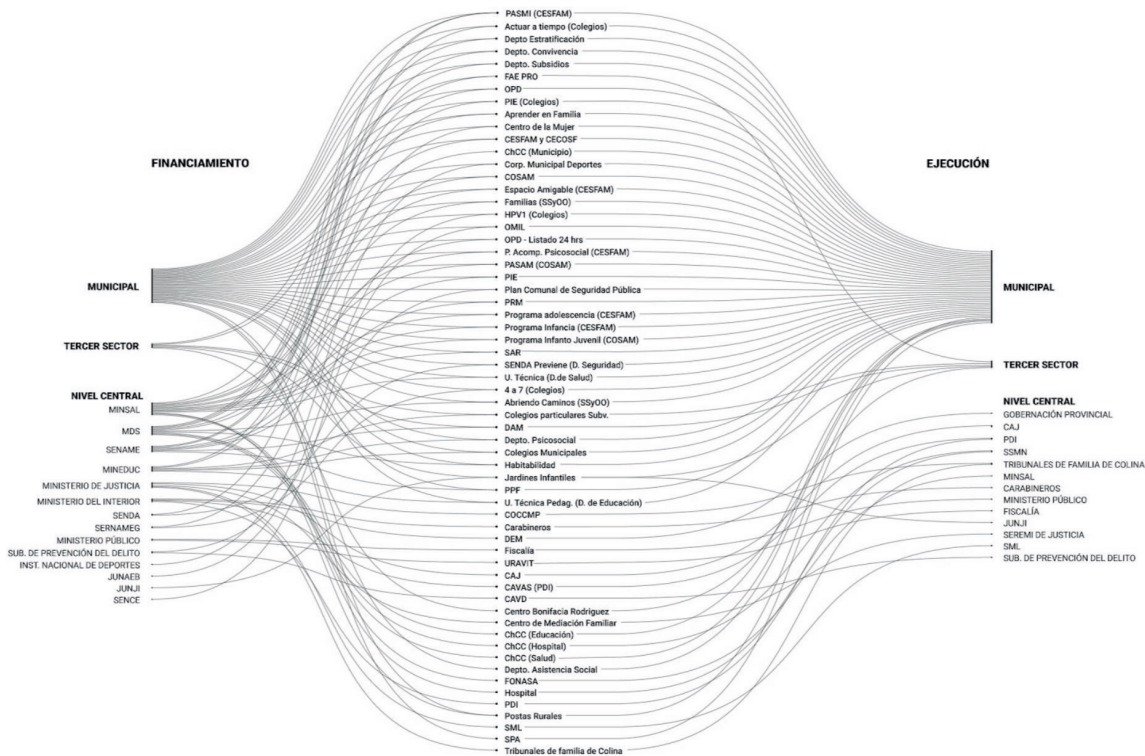 FINANCIAMIENTO
MUNICIPAL
TERCER SECTOR
NIVEL CENTRAL
MINSAL
MDS
SENAME
MINEDUC
MINISTERIO DE JUSTICIA
MINISTERIO DEL INTERIOR
SENDA
SERNAMEG
MINISTERIO PÚBLICO
SUB. DE PREVENCIÓN DEL DELITO
INST. NACIONAL DE DEPORTES
JUNAEB
JUNJI
SENCE
PASMI (CESFAM)
Actuar a tiempo (Colegios)
Depto Estratificación
Depto. Convivencia
Depto. Subsidios
FAE PRO
OPD
PIE (Colegios)
Aprender en Familia
Centro de la Mujer
CESFAM y CECOSF
ChCC (Municipio)
Corp. Municipal Deportes
COSAM
Espacio Amigable (CESFAM)
Familias (SSyOO)
HPV1 (Colegios)
OMIL
OPD - Listado 24 hrs
P. Acomp. Psicosocial (CESFAM)
PASAM (COSAM)
PIE
Plan Comunal de Seguridad Pública
PRM
Programa adolescencia (CESFAM)
Programa Infancia (CESFAM)
Programa Infanto Juvenil (COSAM)
SAR
SENDA Previene (D. Seguridad)
U. Técnica (D.de Salud)
4 a 7 (Colegios)
Abriendo Caminos (SSyOO)
Colegios particulares Subv.
DAM
Depto. Psicosocial
Colegios Municipales
Habitabilidad
Jardines Infantiles
PPF
U. Técnica Pedag. (D. de Educación)
COCCMP
Carabineros
DEM
Fiscalía
URAVIT
CAJ
CAVAS (PDI)
CAVD
Centro Bonifacia Rodriguez
Centro de Mediación Familiar
ChCC (Educación)
ChCC (Hospital)
ChCC (Salud)
Depto. Asistencia Social
FONASA
Hospital
PDI
Postas Rurales
SML
SPA
Tribunales de familia de Colina
EJECUCIÓN
MUNICIPAL
TERCER SECTOR
NIVEL CENTRAL
GOBERNACIÓN PROVINCIAL
CAJ
PDI
SSMN
TRIBUNALES DE FAMILIA DE COLINA
MINSAL
CARABINEROS
MINISTERIO PÚBLICO
FISCALÍA
JUNJI
SEREMI DE JUSTICIA
SML
SUB. DE PREVENCIÓN DEL DELITO